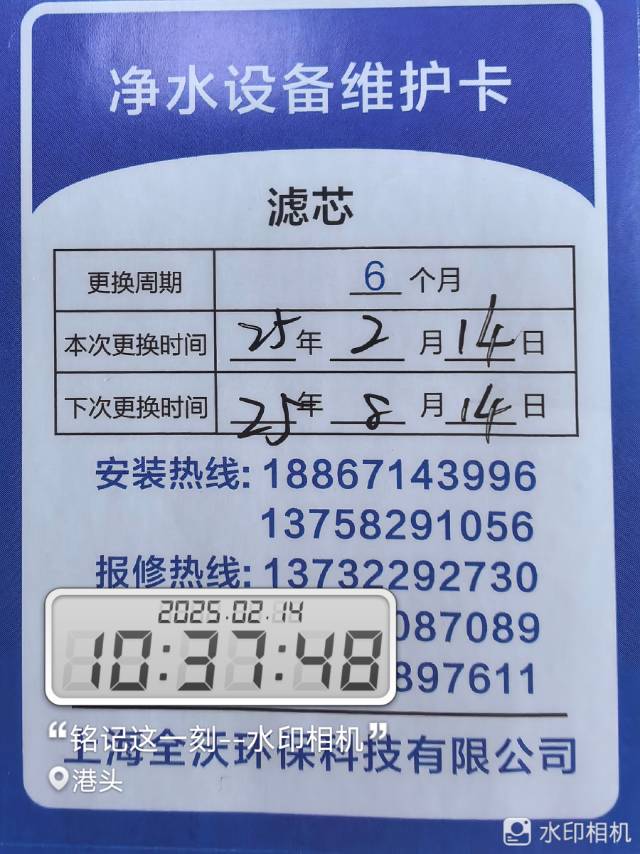 净水设备维护卡
滤芯
更换周期 6 个月
本次更换时间 25年 2 月 14 日
下次更换时间 25年 8 月 14 日
安装热线: 18867143996
13758291056
报修热线: 13732292730
087089
897611
2025.02.14
10:37:48
“铭记这一刻--水印相机”
上海全沃环保科技有限公司
港头
水印相机